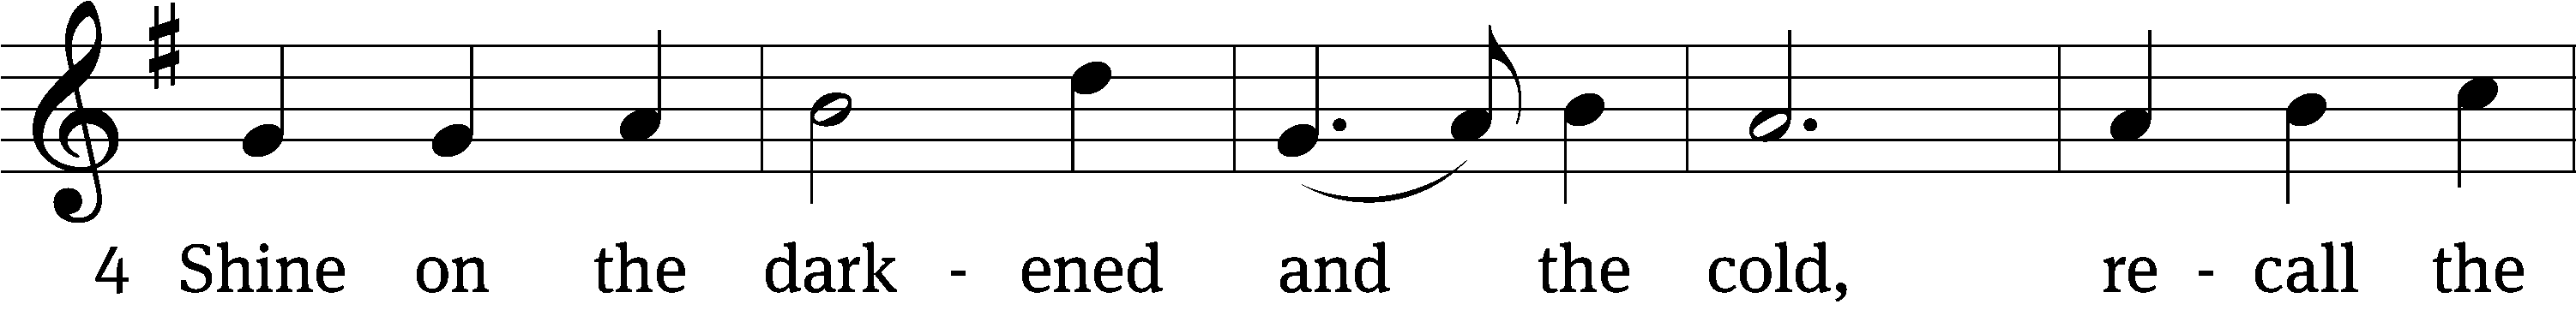 4 Shine on the dark - ened and the cold, re - call the